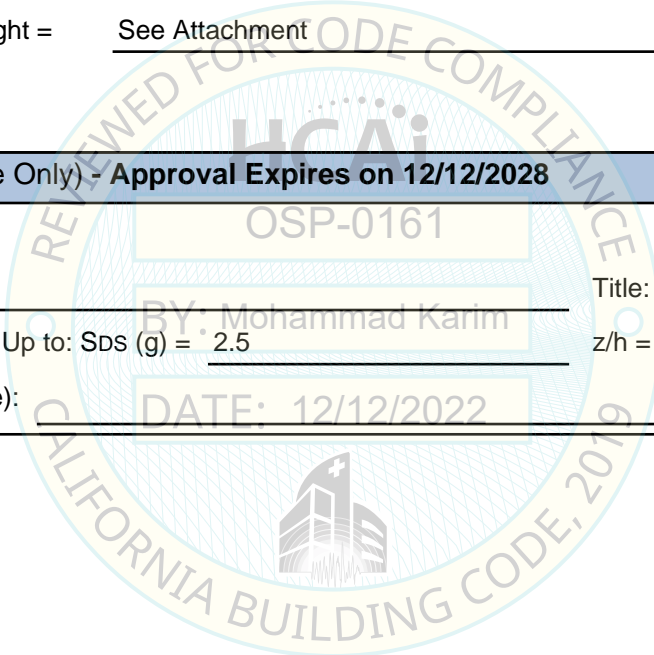 ght = See Attachment
REVIEWED FOR CODE COMPLIANCE
HCAi
e Only) - Approval Expires on 12/12/2028
OSP-0161
Title:
BY: Mohammad Karim
Up to: SDS (g) = 2.5 z/h =
e):
DATE: 12/12/2022
CALIFORNIA BUILDING CODE, 2019